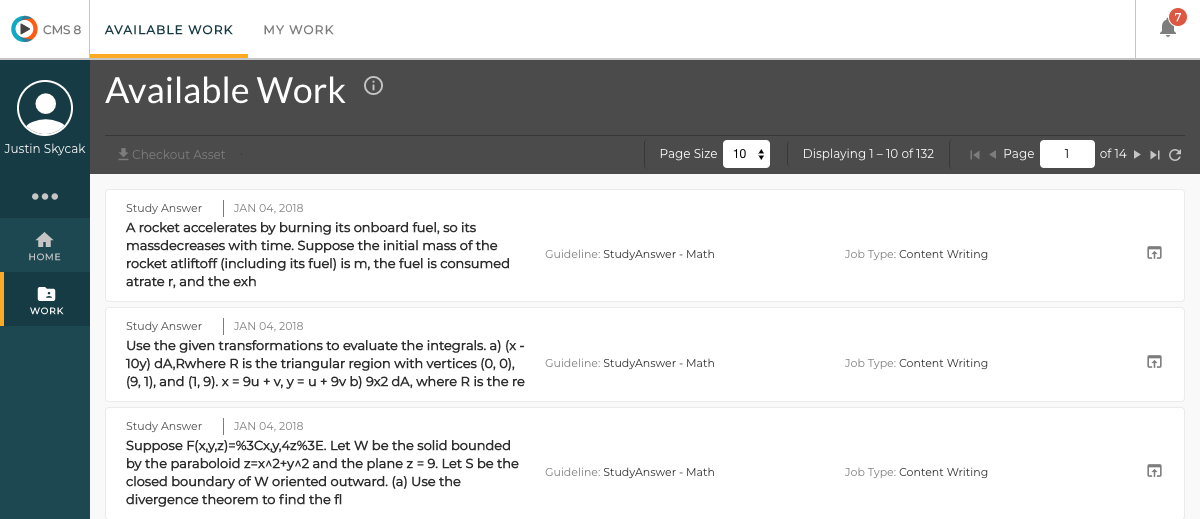 CMS 8
AVAILABLE WORK
MY WORK
7
Justin Skycak
HOME
WORK
Available Work
Checkout Asset
Page Size 10
Displaying 1 – 10 of 132
Page 1 of 14
Study Answer JAN 04, 2018
A rocket accelerates by burning its onboard fuel, so its
massdecreases with time. Suppose the initial mass of the
rocket atliftoff (including its fuel) is m, the fuel is consumed
atrate r, and the exh
Guideline: StudyAnswer - Math
Job Type: Content Writing
Study Answer JAN 04, 2018
Use the given transformations to evaluate the integrals. a) (x -
10y) dA,Rwhere R is the triangular region with vertices (0, 0),
(9, 1), and (1, 9). x = 9u + v, y = u + 9v b) 9x2 dA, where R is the re
Guideline: StudyAnswer - Math
Job Type: Content Writing
Study Answer JAN 04, 2018
Suppose F(x,y,z)=%3Cx,y,4z%3E. Let W be the solid bounded
by the paraboloid z=x^2+y^2 and the plane z = 9. Let S be the
closed boundary of W oriented outward. (a) Use the
divergence theorem to find the fl
Guideline: StudyAnswer - Math
Job Type: Content Writing